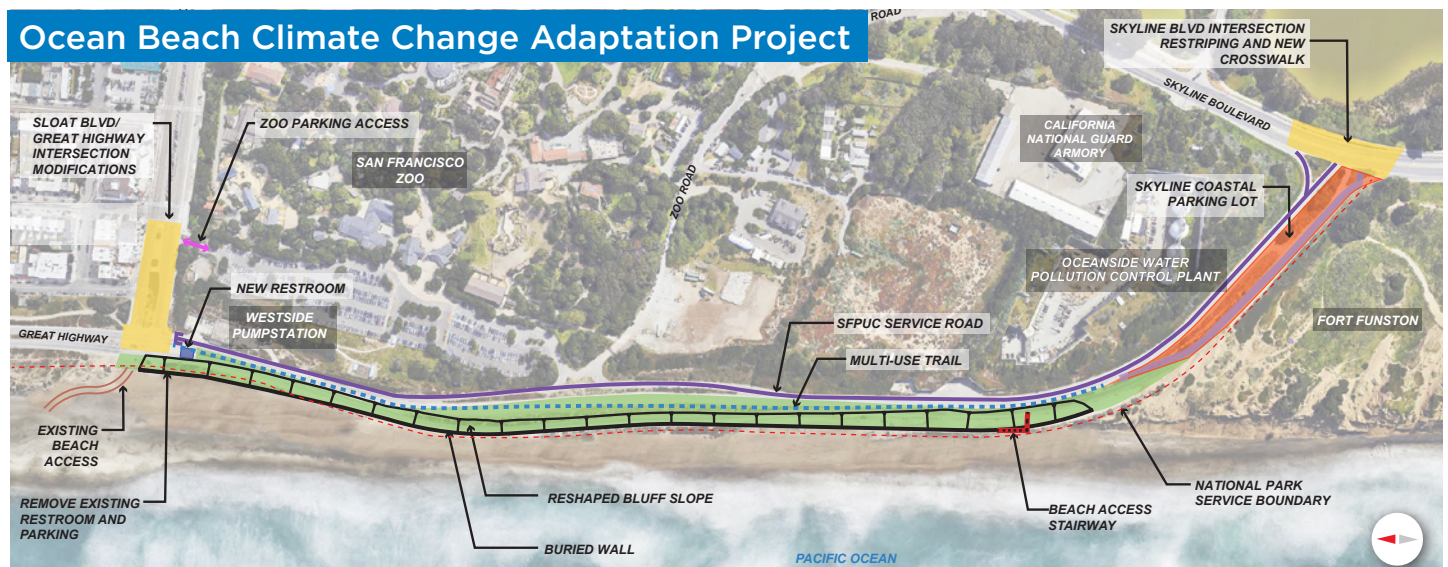 Ocean Beach Climate Change Adaptation Project
ROAD
SKYLINE BLVD INTERSECTION
RESTRIPING AND NEW
CROSSWALK
SKYLINE BOULEVARD
SLOAT BLVD/
GREAT HIGHWAY
INTERSECTION
MODIFICATIONS
ZOO PARKING ACCESS
SAN FRANCISCO
ZOO
ZOO ROAD
CALIFORNIA
NATIONAL GUARD
ARMORY
SKYLINE COASTAL
PARKING LOT
OCEANSIDE WATER
POLLUTION CONTROL PLANT
FORT FUNSTON
NEW RESTROOM
WESTSIDE
PUMPSTATION
GREAT HIGHWAY
SFPUC SERVICE ROAD
MULTI-USE TRAIL
EXISTING
BEACH
ACCESS
REMOVE EXISTING
RESTROOM AND
PARKING
RESHAPED BLUFF SLOPE
BURIED WALL
BEACH ACCESS
STAIRWAY
NATIONAL PARK
SERVICE BOUNDARY
PACIFIC OCEAN